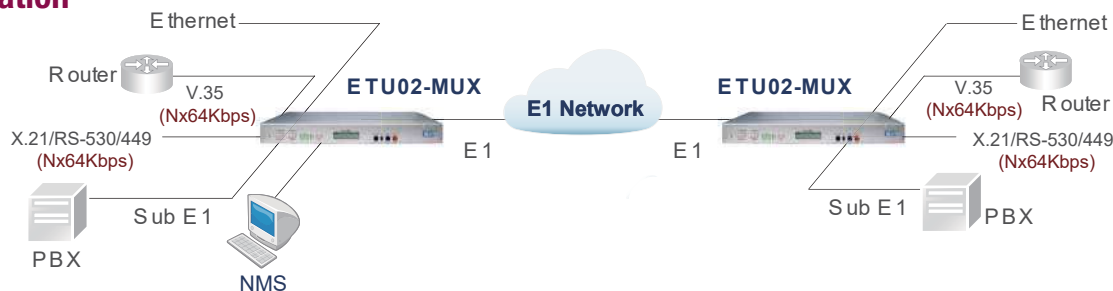 ation
Ethernet
Router
V.35
(Nx64Kbps)
X.21/RS-530/449
(Nx64Kbps)
PBX
Sub E1
NMS
ETU02-MUX
E1
E1 Network
E1
ETU02-MUX
Ethernet
V.35
(Nx64Kbps)
Router
X.21/RS-530/449
(Nx64Kbps)
Sub E1
PBX